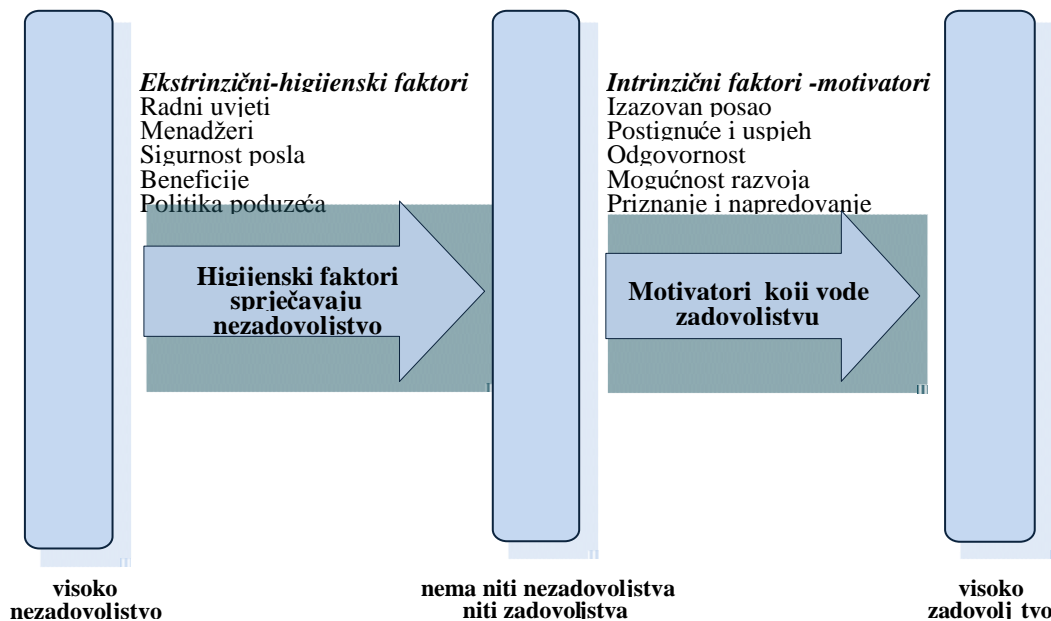 Ekstrinzični-higijenski faktori
Radni uvjeti
Menadžeri
Sigurnost posla
Beneficije
Politika poduzeća
Higijenski faktori
sprječavaju
nezadovoljstvo
Intrinzični faktori -motivatori
Izazovan posao
Postignuće i uspjeh
Odgovornost
Mogućnost razvoja
Priznanje i napredovanje
Motivatori koji vode
zadovoljstvu
visoko
nezadovoljstvo
nema niti nezadovoljstva
niti zadovoljstva
visoko
zadovolj tvo